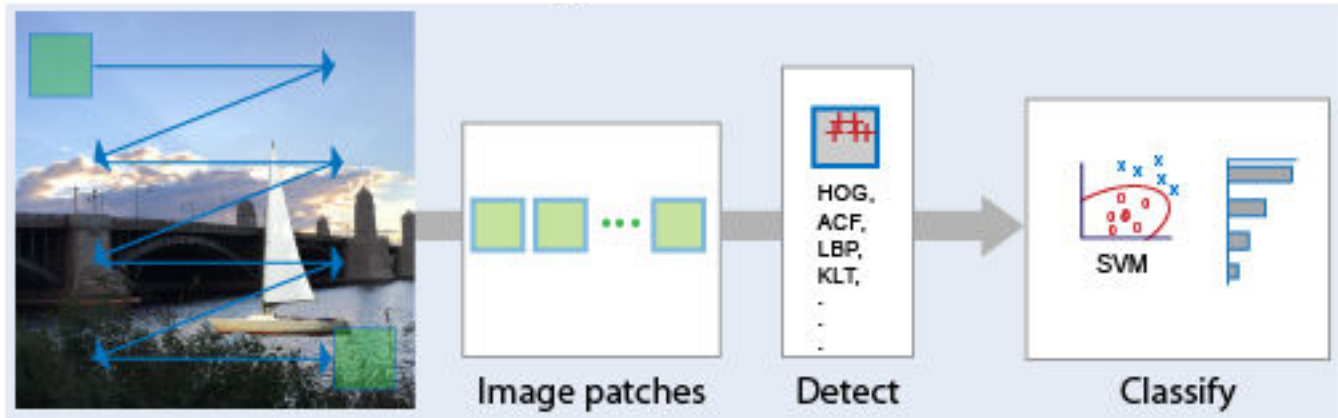 Image patches
HOG,
ACF,
LBP,
KLT,
.
.
.
Detect
SVM
Classify